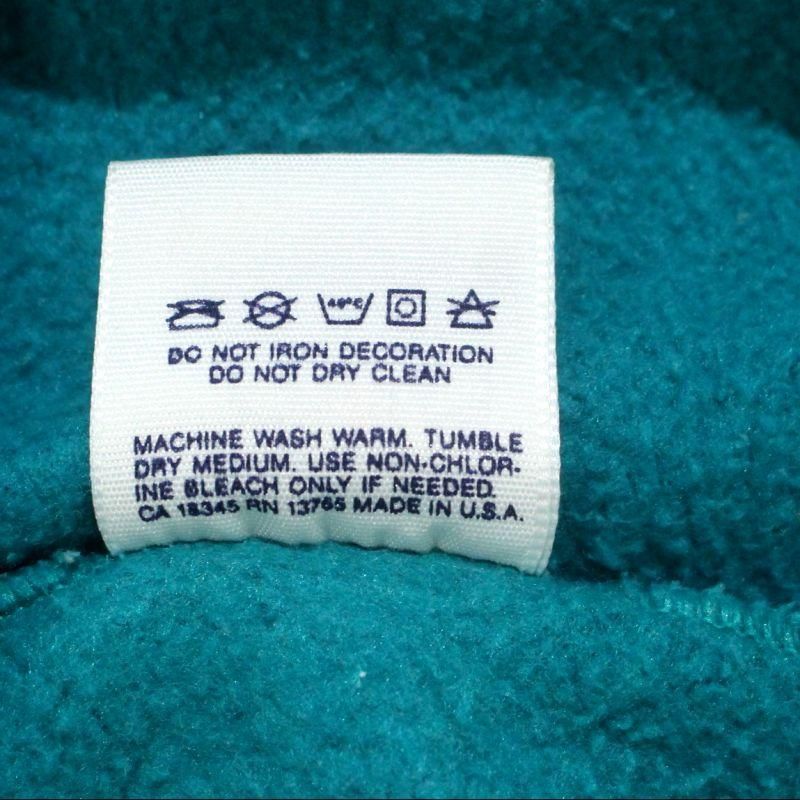 40°C
DO NOT IRON DECORATION
DO NOT DRY CLEAN
MACHINE WASH WARM. TUMBLE
DRY MEDIUM. USE NON-CHLOR-
INE BLEACH ONLY IF NEEDED.
CA 18345 RN 13765 MADE IN U.S.A.